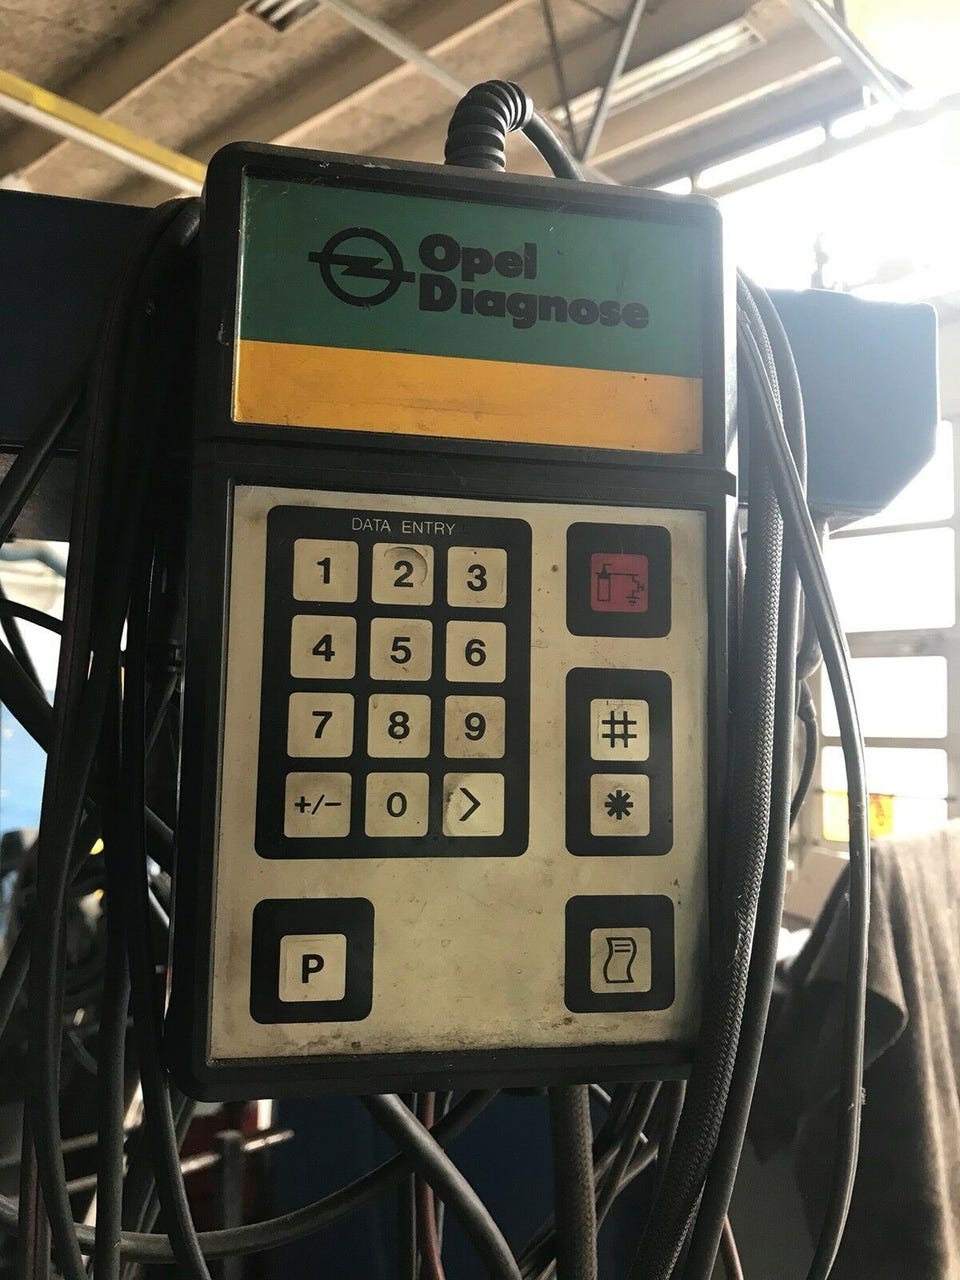 Opel
Diagnose
DATA ENTRY
1 2 3
4 5 6
7 8 9
+/− 0 >
#
*
P